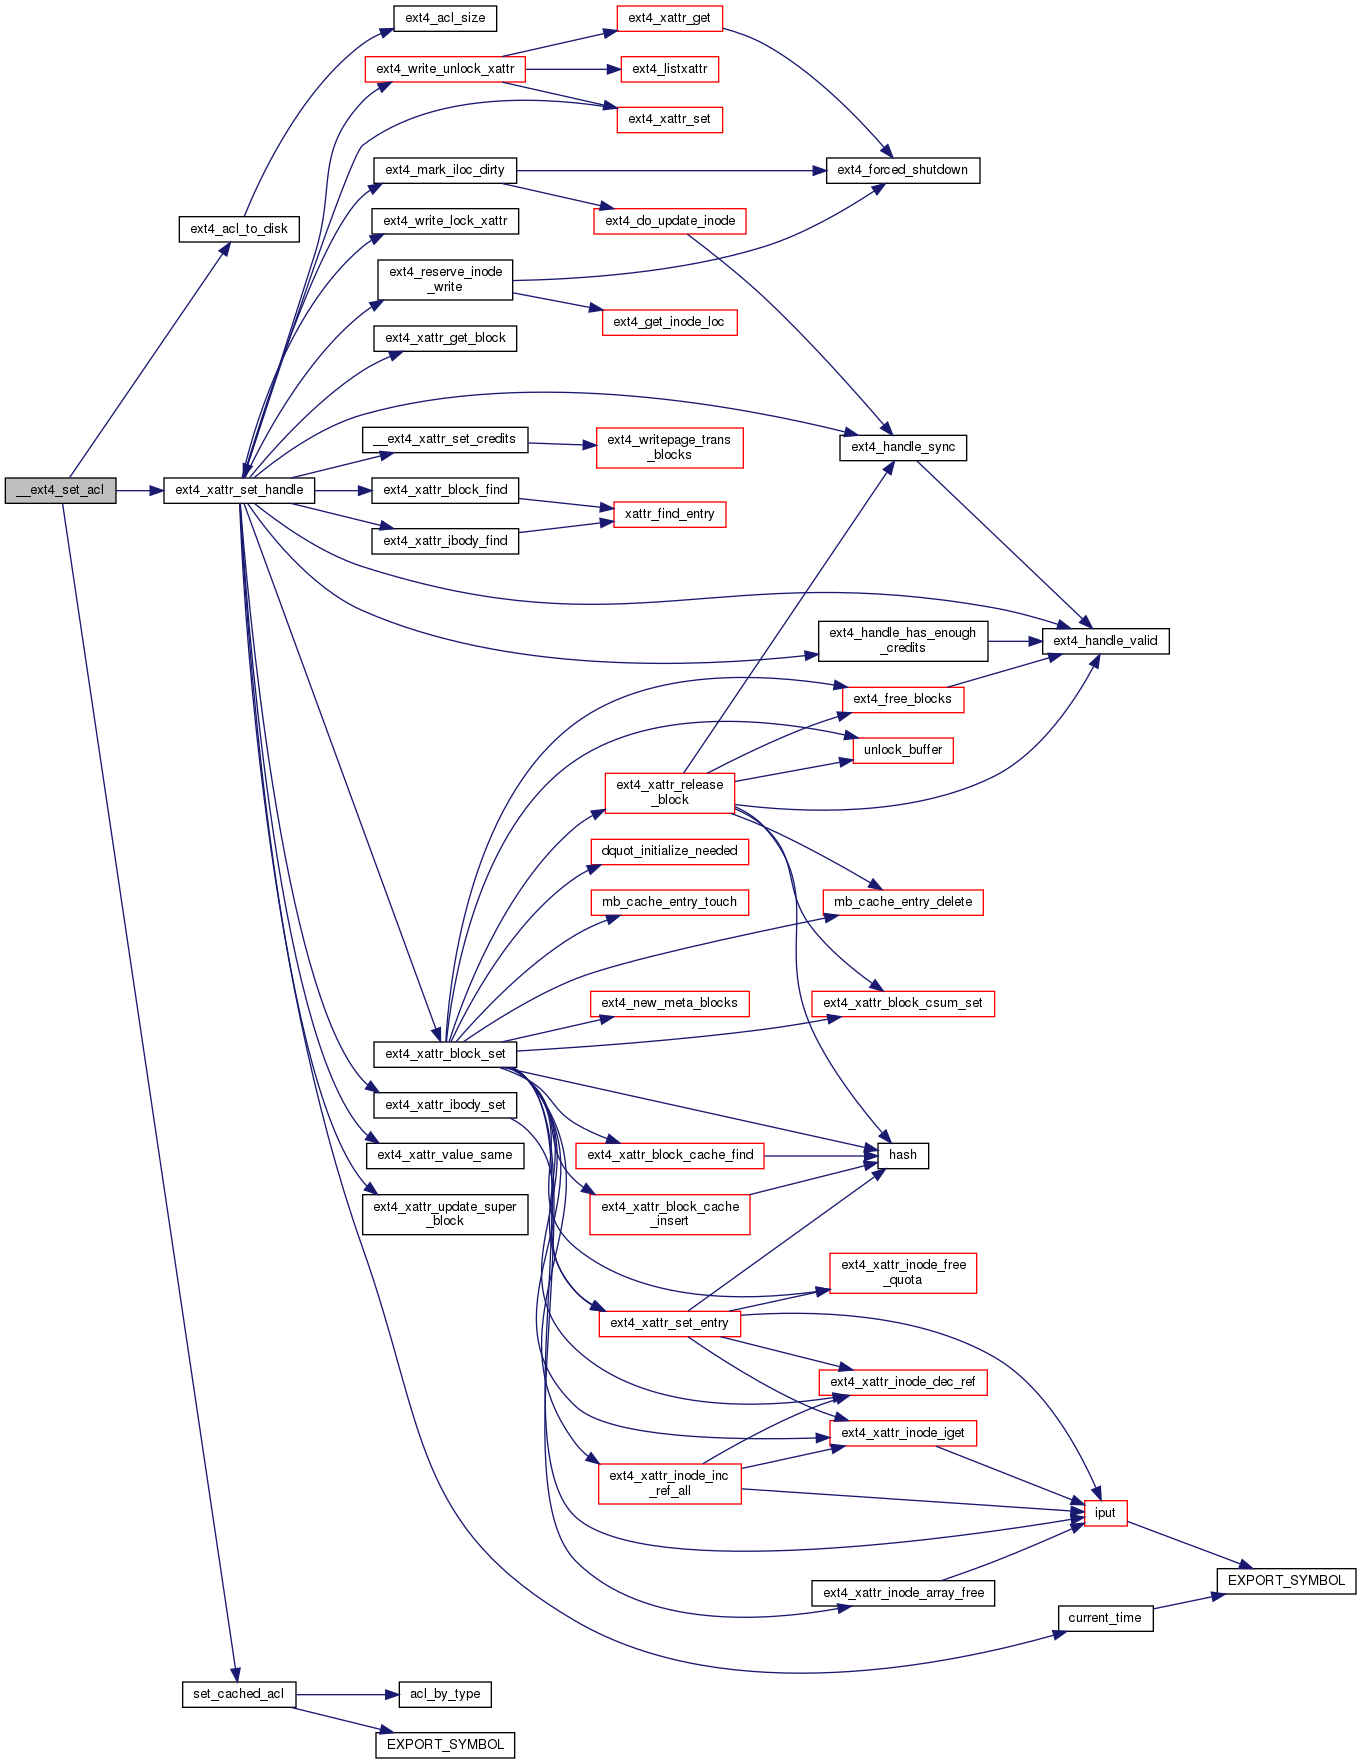 ext4_acl_size
ext4_xattr_get
ext4_write_unlock_xattr
ext4_listxattr
ext4_xattr_set
ext4_mark_iloc_dirty
ext4_forced_shutdown
ext4_write_lock_xattr
ext4_do_update_inode
ext4_acl_to_disk
ext4_reserve_inode
_write
ext4_get_inode_loc
ext4_xattr_get_block
__ext4_xattr_set_credits
ext4_writepage_trans
_blocks
ext4_handle_sync
__ext4_set_acl
ext4_xattr_set_handle
ext4_xattr_block_find
xattr_find_entry
ext4_xattr_ibody_find
ext4_handle_has_enough
_credits
ext4_handle_valid
ext4_free_blocks
unlock_buffer
ext4_xattr_release
_block
dquot_initialize_needed
mb_cache_entry_touch
mb_cache_entry_delete
ext4_new_meta_blocks
ext4_xattr_block_csum_set
ext4_xattr_block_set
ext4_xattr_ibody_set
ext4_xattr_value_same
ext4_xattr_block_cache_find
hash
ext4_xattr_update_super
_block
ext4_xattr_block_cache
_insert
ext4_xattr_inode_free
_quota
ext4_xattr_set_entry
ext4_xattr_inode_dec_ref
ext4_xattr_inode_iget
ext4_xattr_inode_inc
_ref_all
iput
EXPORT_SYMBOL
ext4_xattr_inode_array_free
current_time
set_cached_acl
acl_by_type
EXPORT_SYMBOL